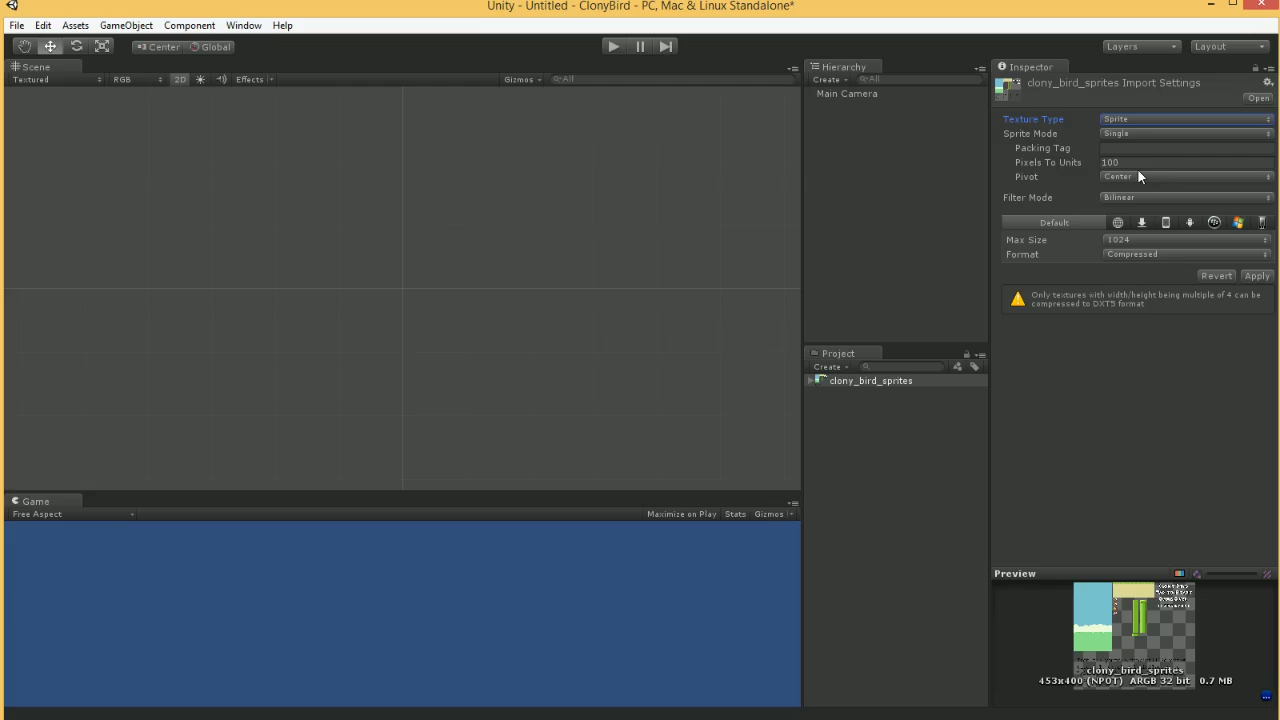 Unity - Untitled - ClonyBird - PC, Mac & Linux Standalone*
File Edit Assets GameObject Component Window Help
Center Global
Layers Layout
Scene
Textured RGB 2D Effects Gizmos All
Hierarchy
Create All
Main Camera
Project
Create
clony_bird_sprites
Inspector
clony_bird_sprites Import Settings
Open
Texture Type Sprite
Sprite Mode Single
Packing Tag
Pixels To Units 100
Pivot Center
Filter Mode Bilinear
Default
Max Size 1024
Format Compressed
Revert Apply
Only textures with width/height being multiple of 4 can be
compressed to DXT5 format
Game
Free Aspect Maximize on Play Stats Gizmos
Preview
clony_bird_sprites
453x400 (NPOT) ARGB 32 bit 0.7 MB